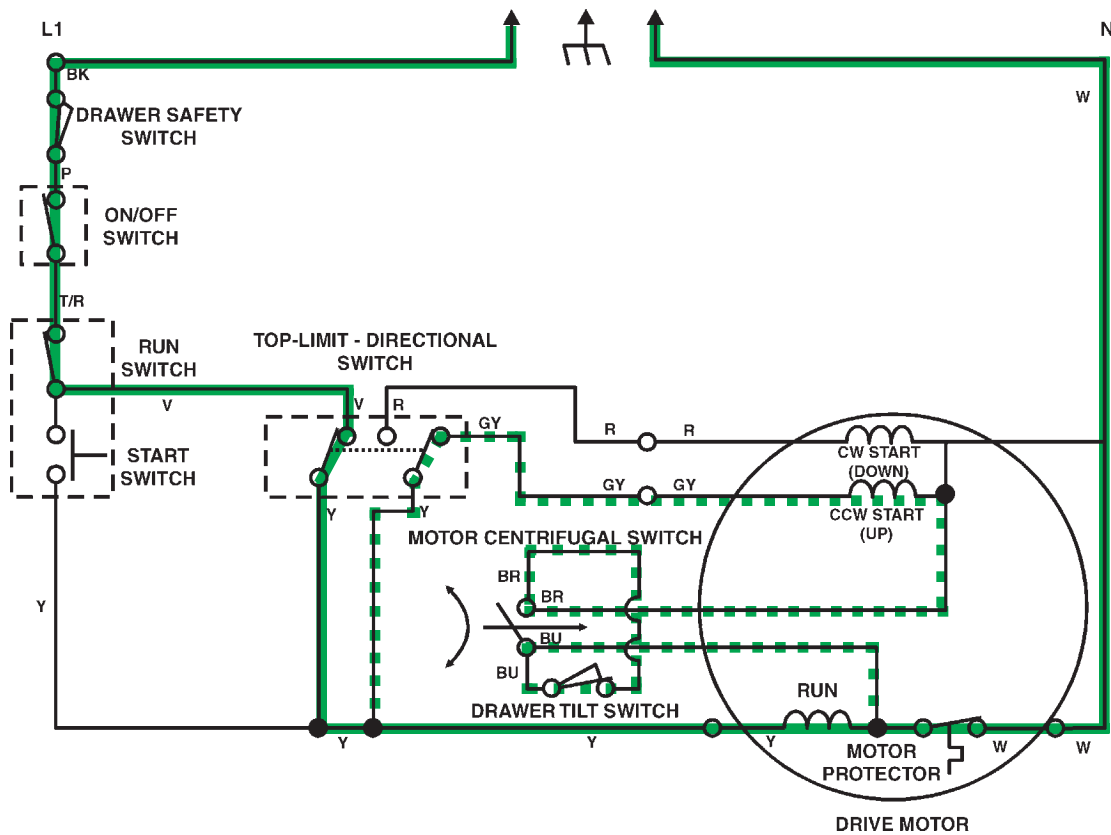 L1
N
BK
W
DRAWER SAFETY
SWITCH
P
ON/OFF
SWITCH
T/R
RUN
SWITCH
TOP-LIMIT - DIRECTIONAL
SWITCH
V
V
R
GY
R
R
CW START
(DOWN)
START
SWITCH
GY
GY
CCW START
(UP)
Y
Y
MOTOR CENTRIFUGAL SWITCH
BR
BR
Y
BU
BU
RUN
DRAWER TILT SWITCH
Y
Y
Y
MOTOR
PROTECTOR
W
W
DRIVE MOTOR